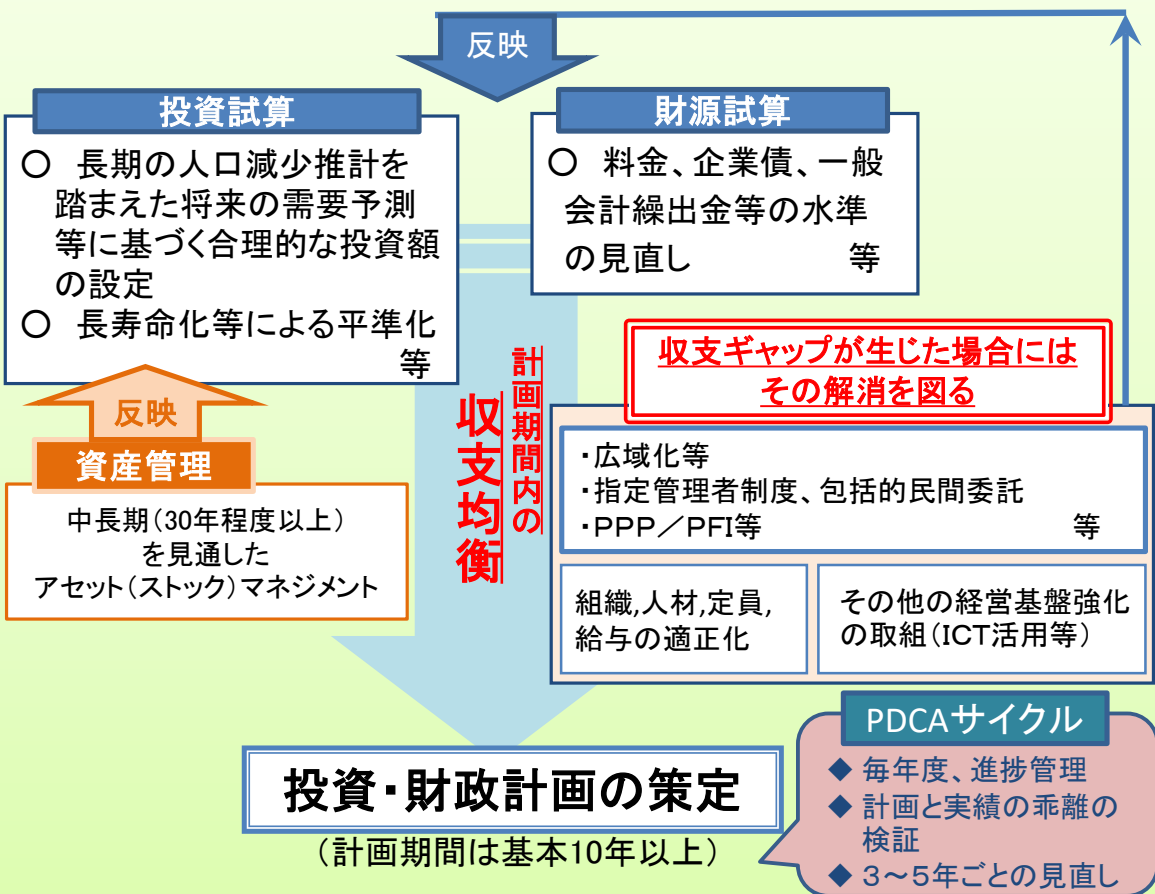 反映
投資試算
○ 長期の人口減少推計を
踏まえた将来の需要予測
等に基づく合理的な投資額
の設定
○ 長寿命化等による平準化
等
財源試算
○ 料金、企業債、一般
会計繰出金等の水準
の見直し 等
反映
資産管理
中長期(30年程度以上)
を見通した
アセット(ストック)マネジメント
計画期間内の
収支均衡
収支ギャップが生じた場合には
その解消を図る
・広域化等
・指定管理者制度、包括的民間委託
・PPP/PFI等 等
組織,人材,定員,
給与の適正化
その他の経営基盤強化
の取組(ICT活用等)
投資・財政計画の策定
(計画期間は基本10年以上)
PDCAサイクル
◆ 毎年度、進捗管理
◆ 計画と実績の乖離の
検証
◆ 3~5年ごとの見直し